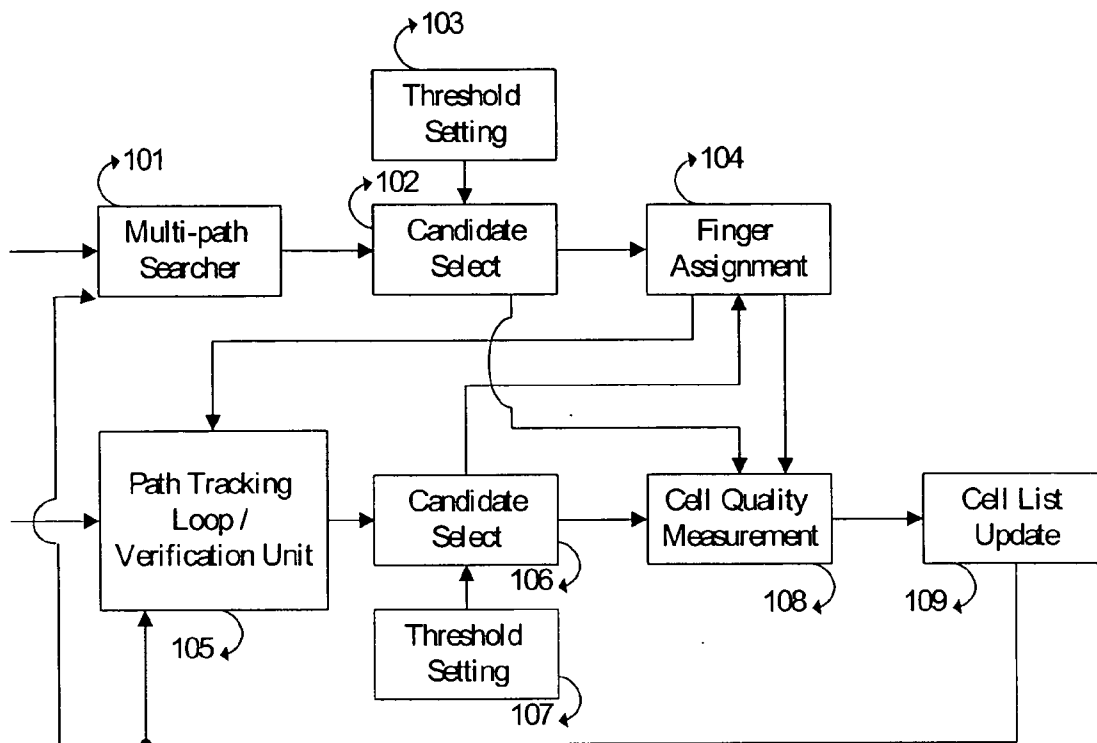 103
Threshold
Setting
101
102
104
Multi-path
Searcher
Candidate
Select
Finger
Assignment
Path Tracking
Loop /
Verification Unit
Candidate
Select
Cell Quality
Measurement
Cell List
Update
106
108
109
105
Threshold
Setting
107